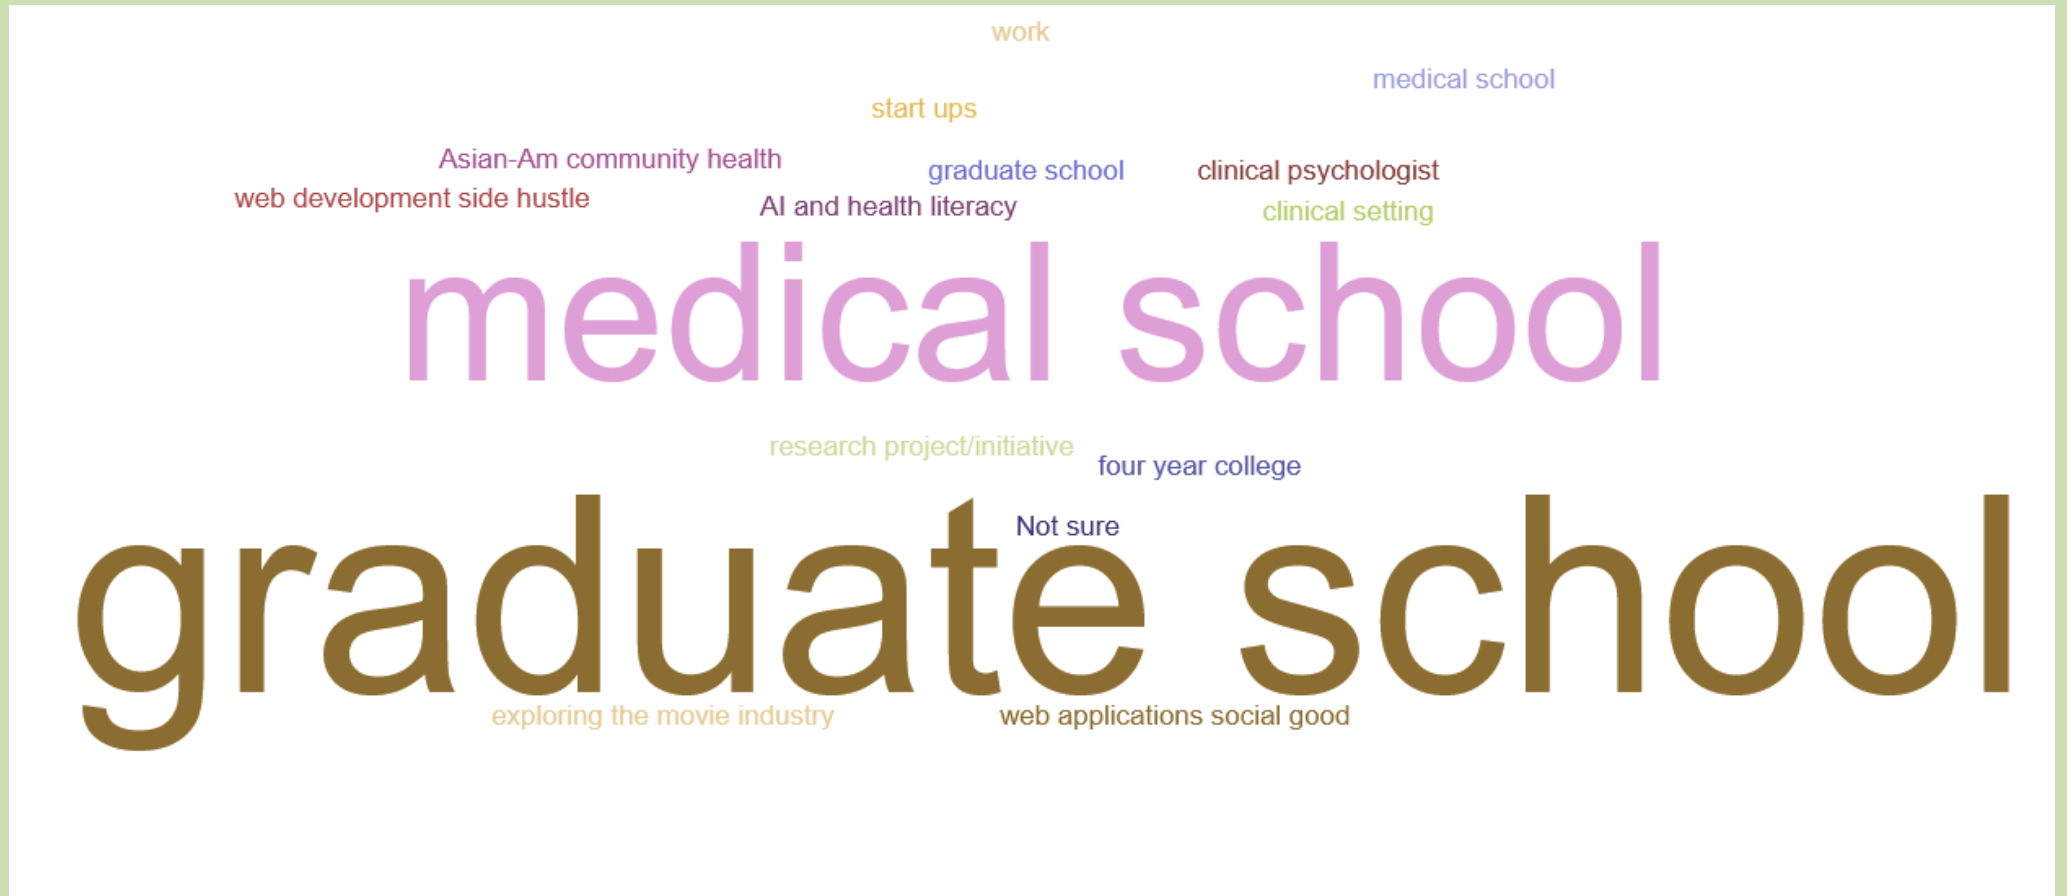 work
medical school
start ups
Asian-Am community health
graduate school
clinical psychologist
web development side hustle
AI and health literacy
clinical setting
medical school
research project/initiative
four year college
Not sure
graduate school
exploring the movie industry
web applications social good